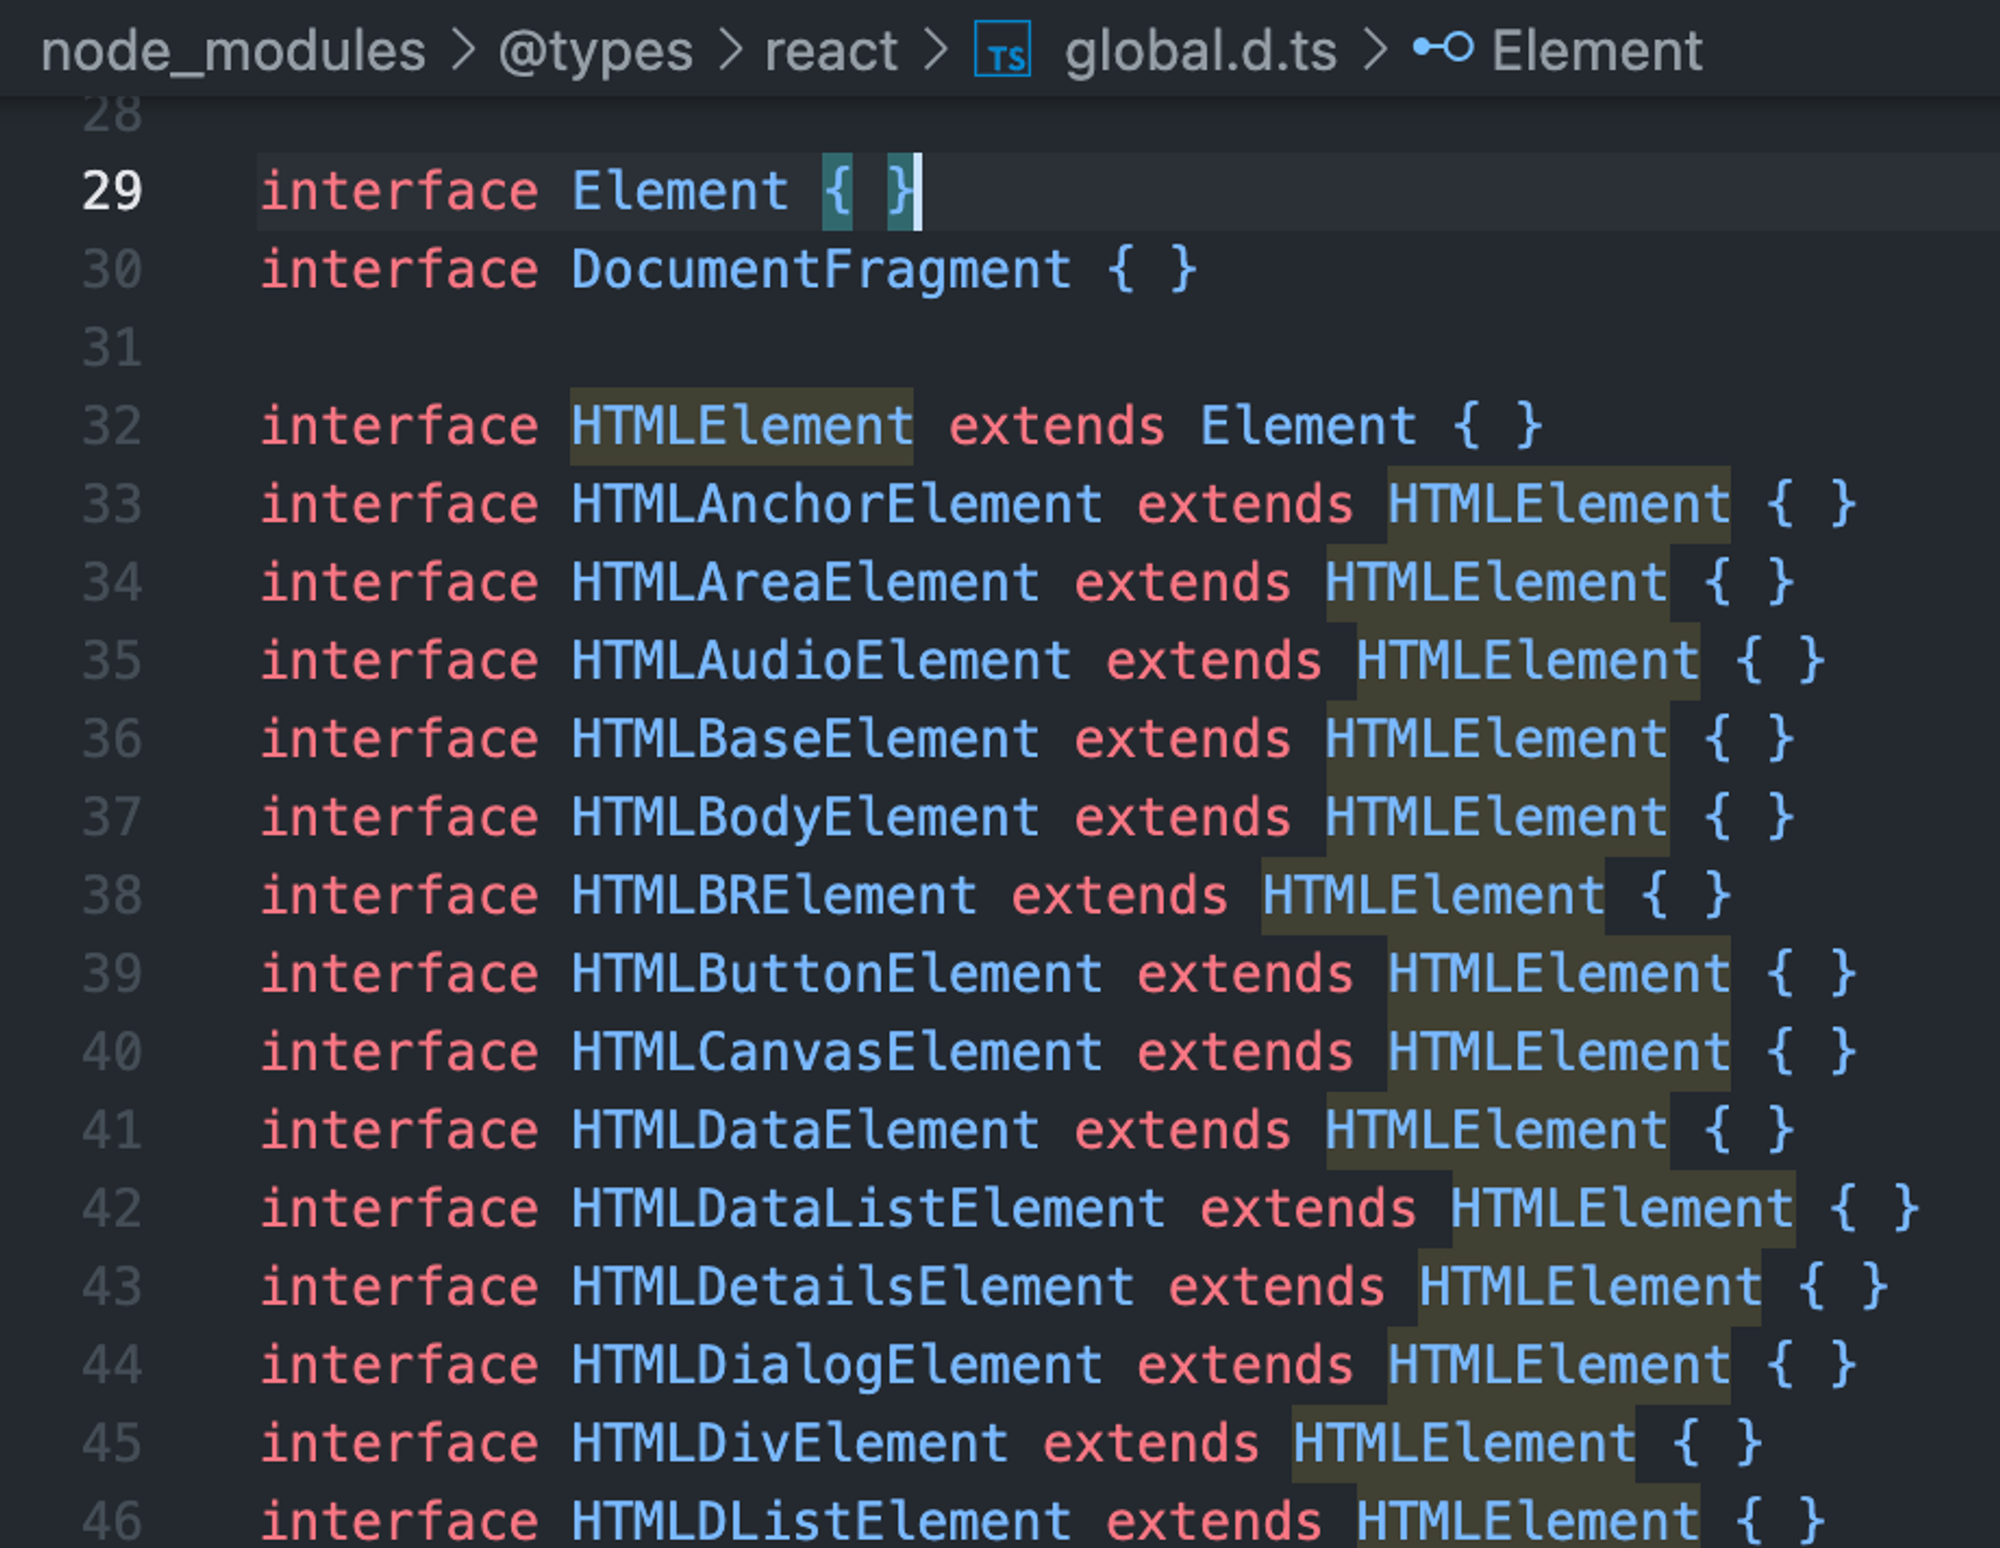 node_modules > @types > react > TS global.d.ts > Element
28
29 interface Element { }
30 interface DocumentFragment { }
31
32 interface HTMLElement extends Element { }
33 interface HTMLAnchorElement extends HTMLElement { }
34 interface HTMLAreaElement extends HTMLElement { }
35 interface HTMLAudioElement extends HTMLElement { }
36 interface HTMLBaseElement extends HTMLElement { }
37 interface HTMLBodyElement extends HTMLElement { }
38 interface HTMLBRElement extends HTMLElement { }
39 interface HTMLButtonElement extends HTMLElement { }
40 interface HTMLCanvasElement extends HTMLElement { }
41 interface HTMLDataElement extends HTMLElement { }
42 interface HTMLDataListElement extends HTMLElement { }
43 interface HTMLDetailsElement extends HTMLElement { }
44 interface HTMLDialogElement extends HTMLElement { }
45 interface HTMLDivElement extends HTMLElement { }
46 interface HTMLDListElement extends HTMLElement { }